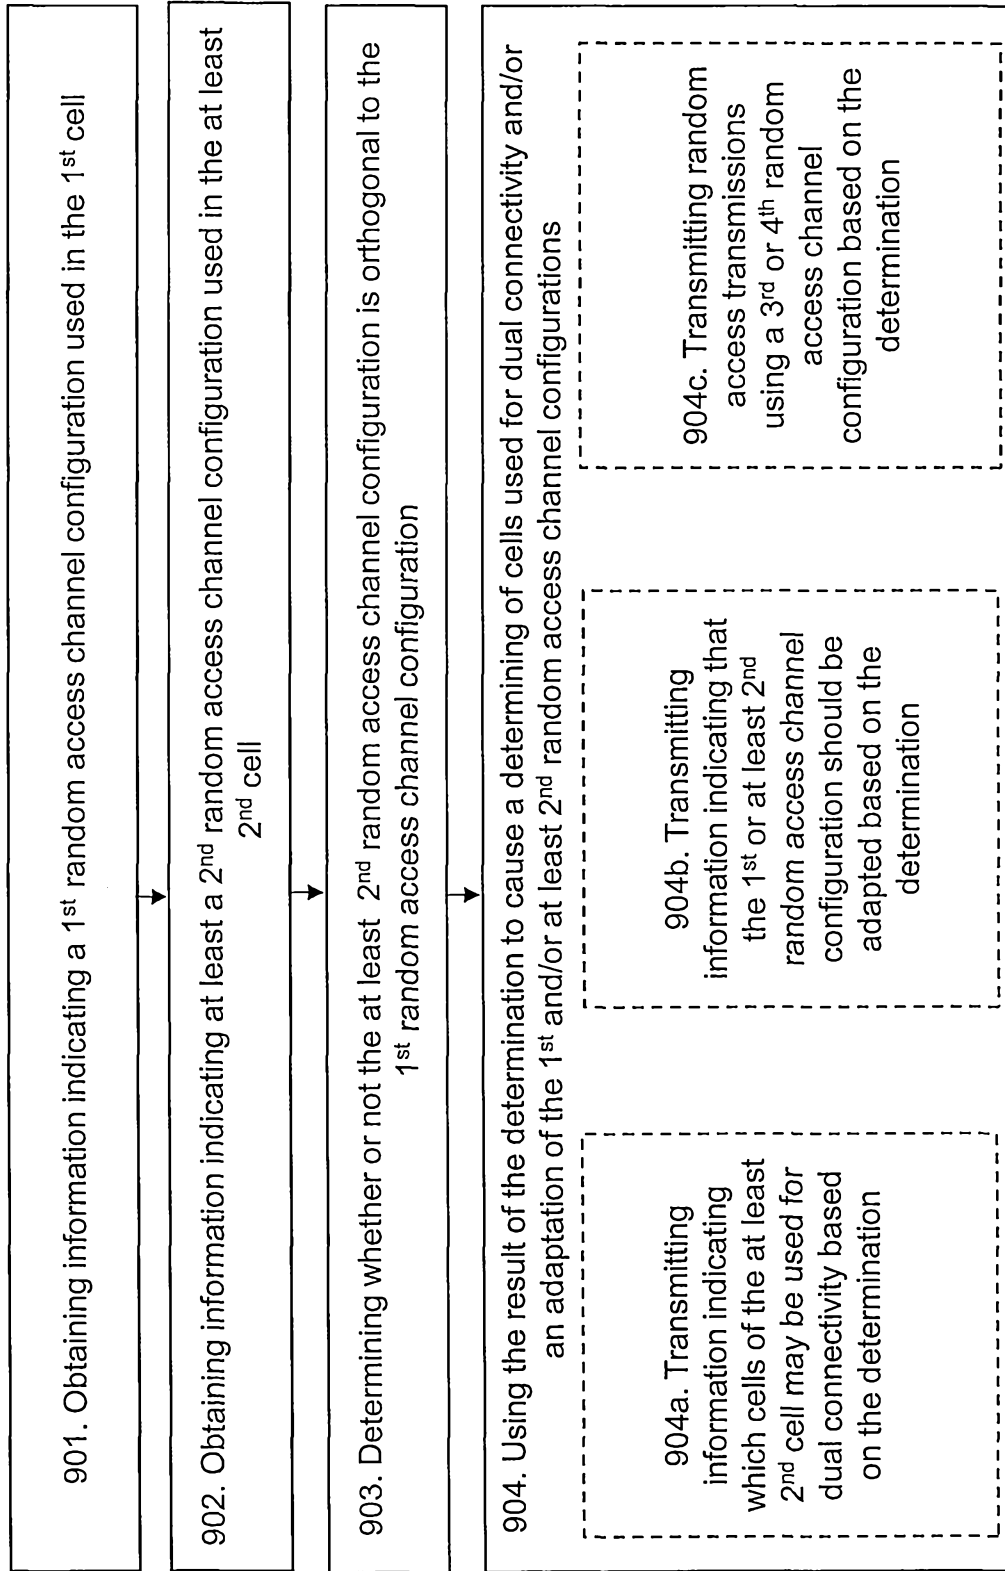 901. Obtaining information indicating a 1st random access channel configuration used in the 1st cell
902. Obtaining information indicating at least a 2nd random access channel configuration used in the at least
2nd cell
903. Determining whether or not the at least 2nd random access channel configuration is orthogonal to the
1st random access channel configuration
904. Using the result of the determination to cause a determining of cells used for dual connectivity and/or
an adaptation of the 1st and/or at least 2nd random access channel configurations
904a. Transmitting
information indicating
which cells of the at least
2nd cell may be used for
dual connectivity based
on the determination
904b. Transmitting
information indicating that
the 1st or at least 2nd
random access channel
configuration should be
adapted based on the
determination
904c. Transmitting random
access transmissions
using a 3rd or 4th random
access channel
configuration based on the
determination